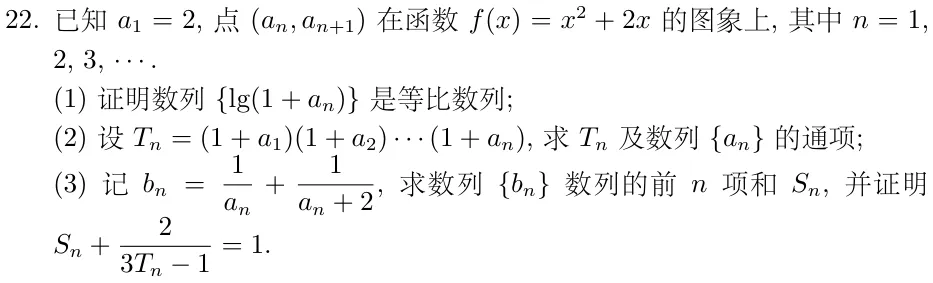 22. 已知 a₁ = 2, 点 (aₙ, aₙ₊₁) 在函数 f(x) = x² + 2x 的图象上, 其中 n = 1,
2, 3, ⋯.
(1) 证明数列 {lg(1 + aₙ)} 是等比数列;
(2) 设 Tₙ = (1 + a₁)(1 + a₂)⋯(1 + aₙ), 求 Tₙ 及数列 {aₙ} 的通项;
(3) 记 bₙ = 1/aₙ + 1/(aₙ + 2), 求数列 {bₙ} 数列的前 n 项和 Sₙ, 并证明
Sₙ + 2/(3Tₙ − 1) = 1.